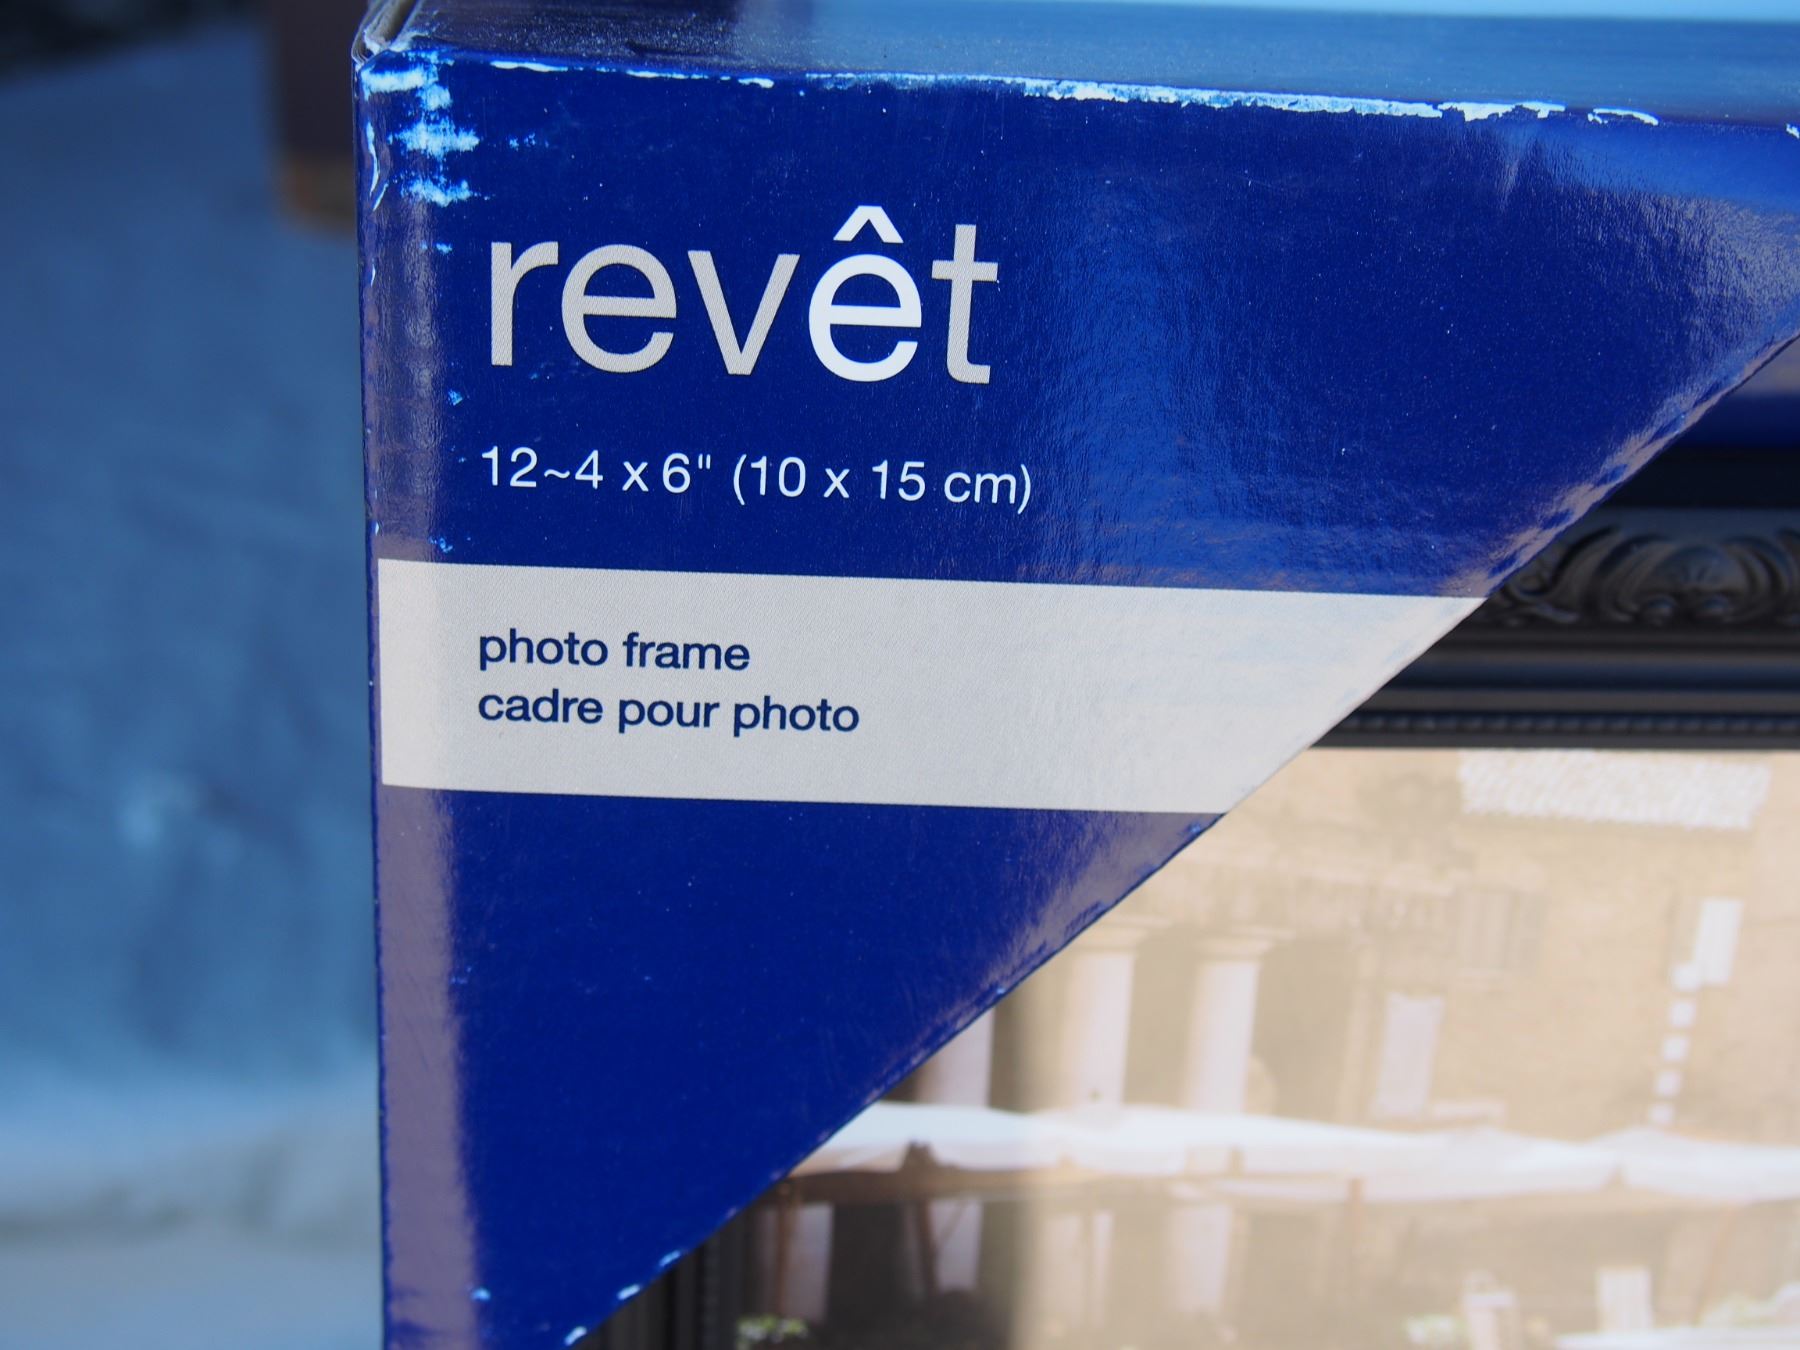 revêt
12~4 x 6" (10 x 15 cm)
photo frame
cadre pour photo